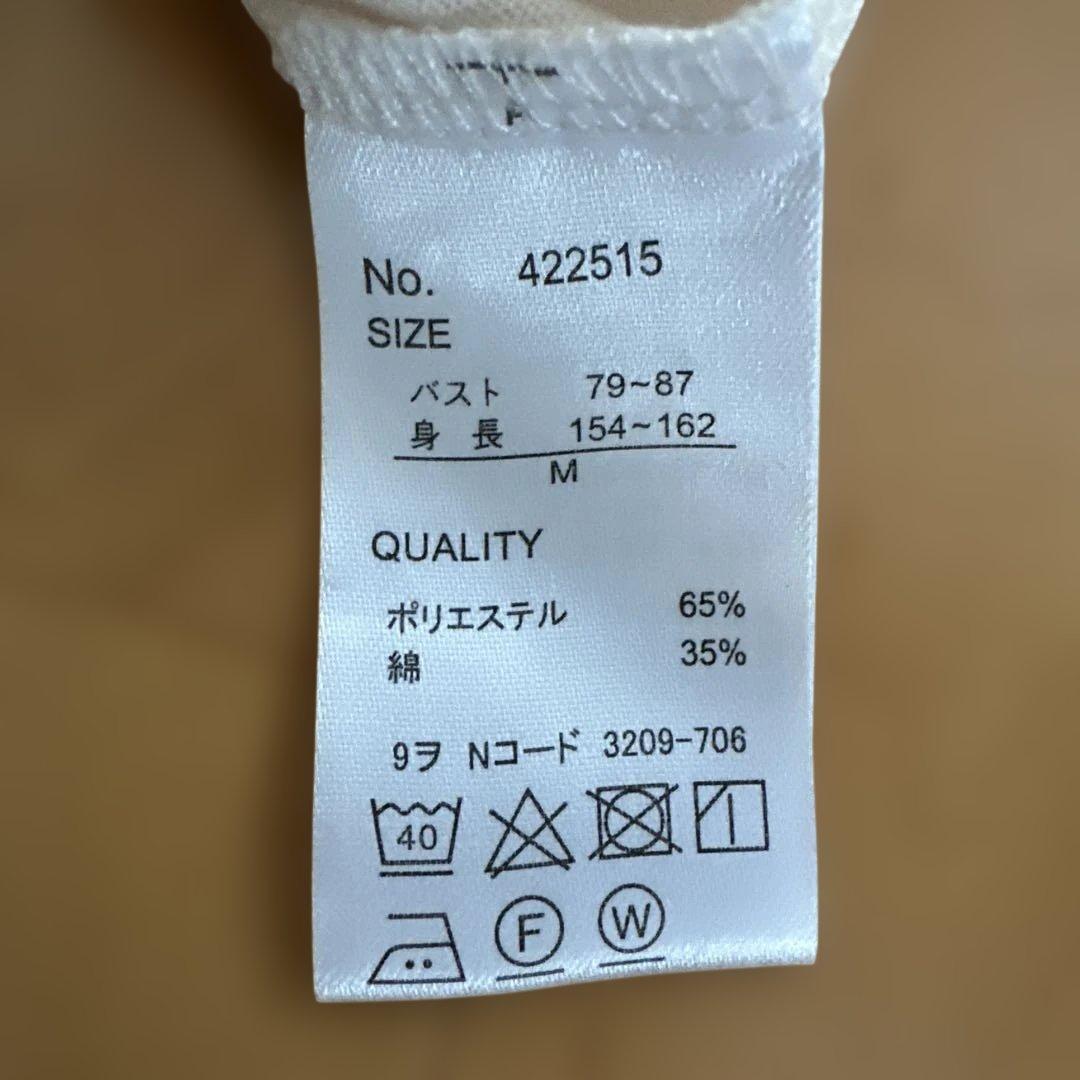 No. 422515
SIZE
バスト 79~87
身 長 154~162
M
QUALITY
ポリエステル 65%
綿 35%
9ヲ Nコード 3209-706
40
F W